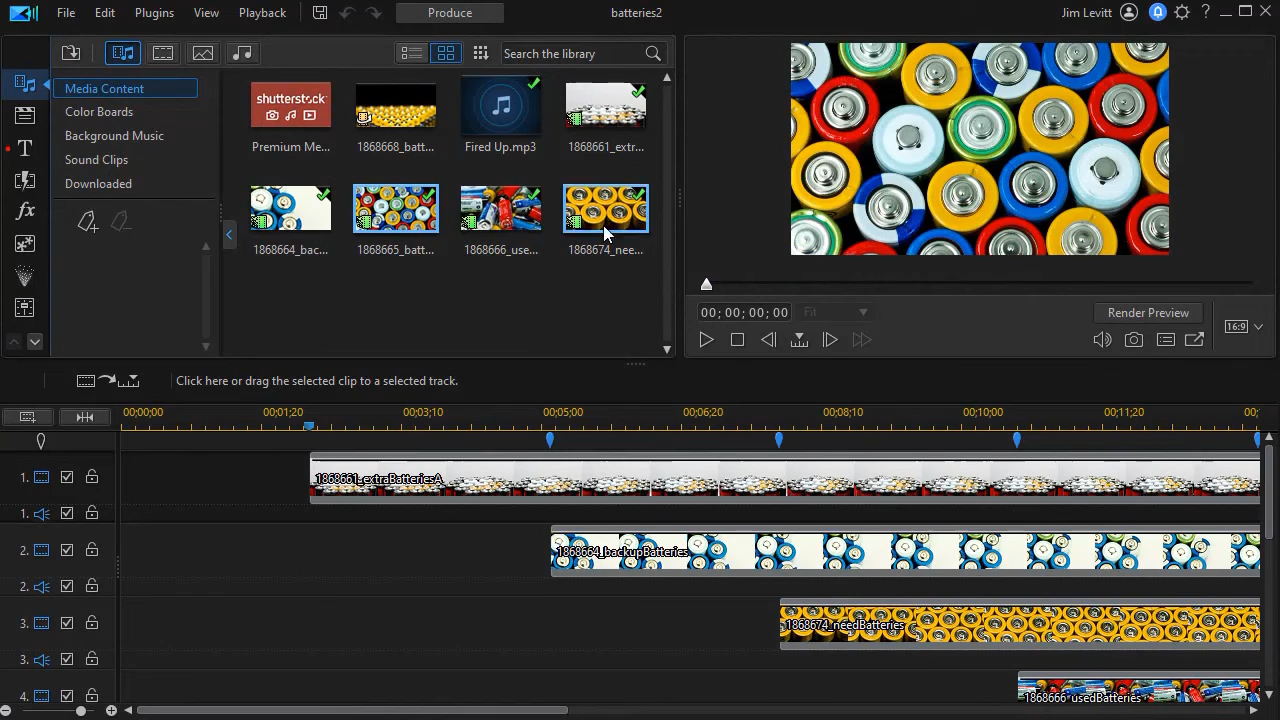 File Edit Plugins View Playback Produce batteries2 Jim Levitt ?
Search the library
Media Content
Color Boards
Background Music
Sound Clips
Downloaded
T
fx
shutterstock
Premium Me...
1868668_batt...
Fired Up.mp3
1868661_extr...
1868664_bac...
1868665_batt...
1868666_use...
1868674_nee...
00; 00; 00; 00 Fit Render Preview
16:9
Click here or drag the selected clip to a selected track.
00;00;00 00;01;20 00;03;10 00;05;00 00;06;20 00;08;10 00;10;00 00;11;20 00;
1. 1868661_extraBatteriesA
1.
2. 1868664_backupBatteries
2.
3. 1868674_needBatteries
3.
4. 1868666_usedBatteries